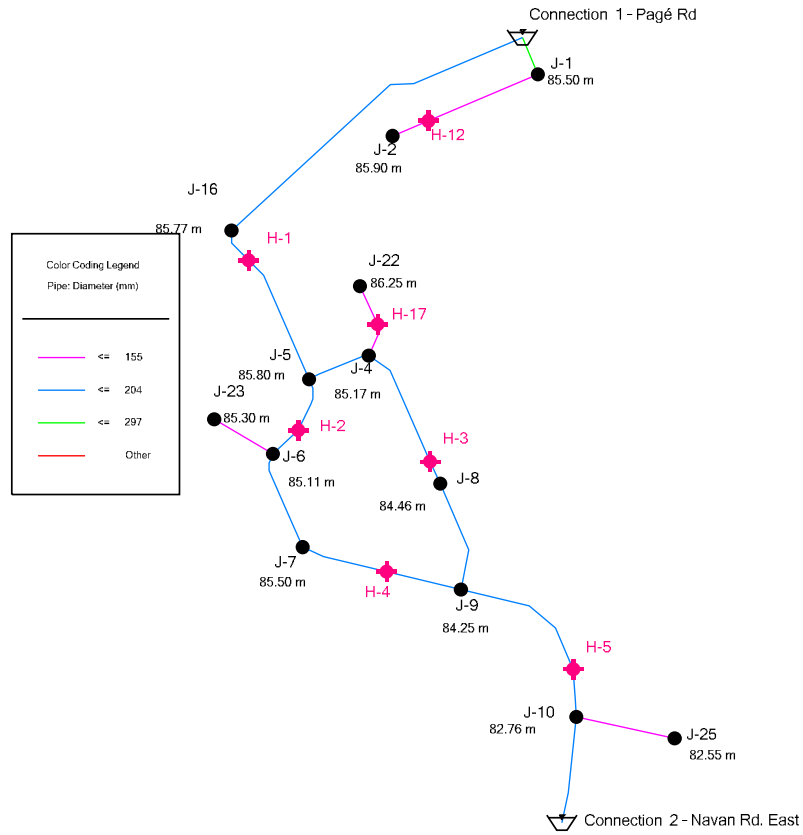 Connection 1 - Pagé Rd
J-1
85.50 m
H-12
J-2
85.90 m
J-16
85.77 m
H-1
Color Coding Legend
Pipe: Diameter (mm)
<= 155
<= 204
<= 297
Other
J-22
86.25 m
H-17
J-5
85.80 m
J-4
85.17 m
J-23
85.30 m
H-2
H-3
J-6
85.11 m
J-8
84.46 m
J-7
85.50 m
H-4
J-9
84.25 m
H-5
J-10
82.76 m
J-25
82.55 m
Connection 2 - Navan Rd. East